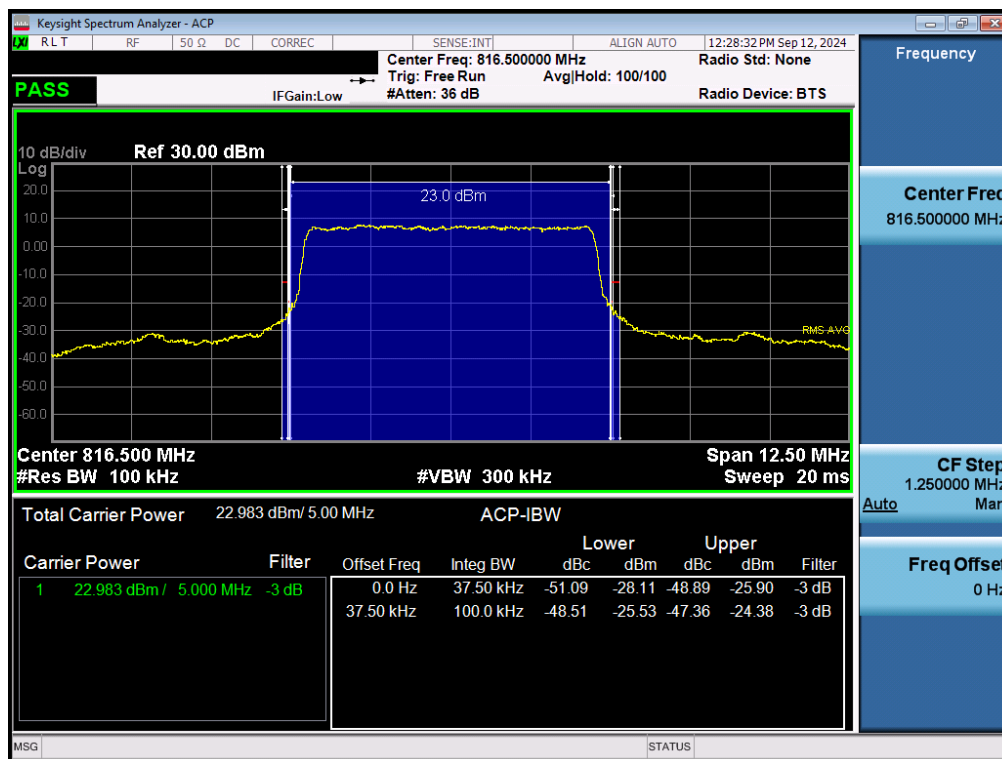 Keysight Spectrum Analyzer - ACP
LXI RLT RF 50 Ω DC CORREC SENSE:INT ALIGN AUTO 12:28:32 PM Sep 12, 2024
Frequency
Center Freq: 816.500000 MHz Radio Std: None
Trig: Free Run Avg|Hold: 100/100
PASS IFGain:Low #Atten: 36 dB Radio Device: BTS
10 dB/div Ref 30.00 dBm
Log
20.0
23.0 dBm
10.0
0.00
-10.0
-20.0
-30.0
RMS AVG
-40.0
-50.0
-60.0
Center Freq
816.500000 MHz
Center 816.500 MHz Span 12.50 MHz
#Res BW 100 kHz #VBW 300 kHz Sweep 20 ms
CF Step
1.250000 MHz
Auto Man
Total Carrier Power 22.983 dBm/ 5.00 MHz ACP-IBW
Lower Upper
Carrier Power Filter Offset Freq Integ BW dBc dBm dBc dBm Filter
1 22.983 dBm / 5.000 MHz -3 dB 0.0 Hz 37.50 kHz -51.09 -28.11 -48.89 -25.90 -3 dB
37.50 kHz 100.0 kHz -48.51 -25.53 -47.36 -24.38 -3 dB
Freq Offset
0 Hz
MSG STATUS